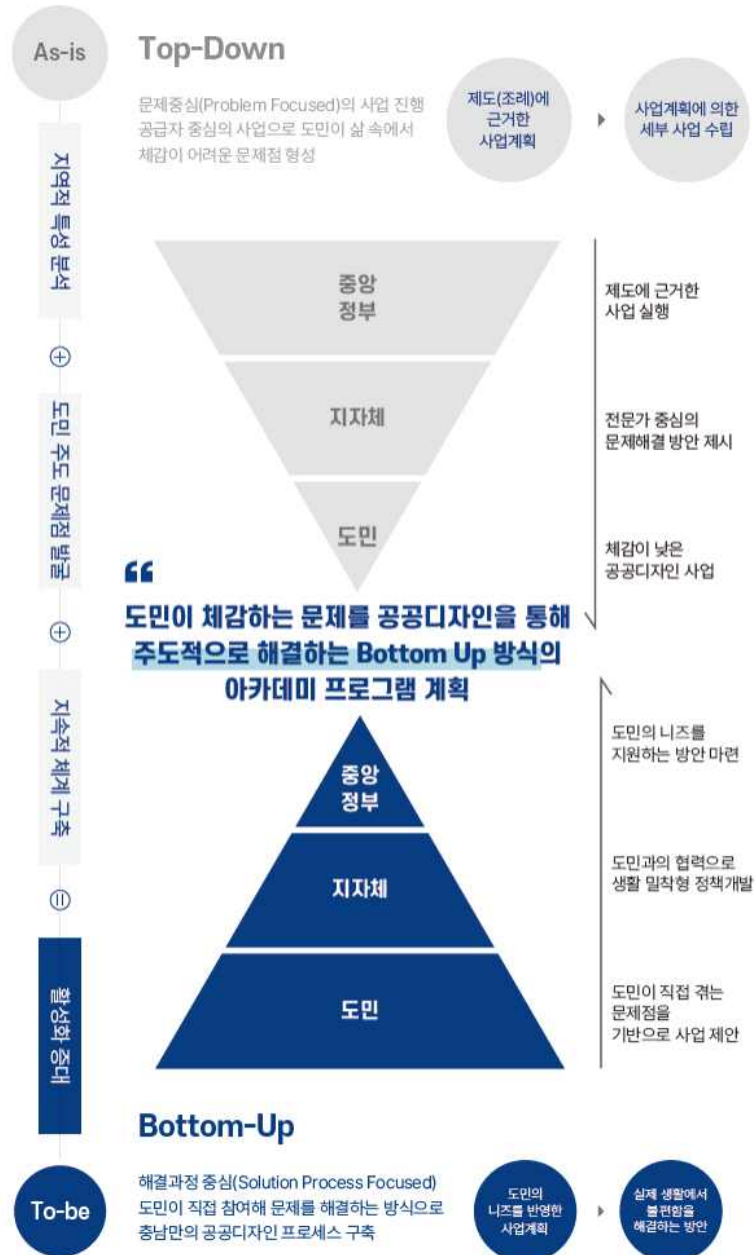 As-is
Top-Down
문제중심(Problem Focused)의 사업 진행
공급자 중심의 사업으로 도민이 삶 속에서
체감이 어려운 문제점 형성
제도(조례)에
근거한
사업계획
사업계획에 의한
세부 사업 수립
지역적 특성 분석
도민 주도 문제점 발굴
지속적 체계 구축
활성화 증대
중앙
정부
지자체
도민
제도에 근거한
사업 실행
전문가 중심의
문제해결 방안 제시
체감이 낮은
공공디자인 사업
“
도민이 체감하는 문제를 공공디자인을 통해
주도적으로 해결하는 Bottom Up 방식의
아카데미 프로그램 계획
중앙
정부
지자체
도민
도민의 니즈를
지원하는 방안 마련
도민과의 협력으로
생활 밀착형 정책개발
도민이 직접 겪는
문제점을
기반으로 사업 제안
Bottom-Up
To-be
해결과정 중심(Solution Process Focused)
도민이 직접 참여해 문제를 해결하는 방식으로
충남만의 공공디자인 프로세스 구축
도민의
니즈를 반영한
사업계획
실제 생활에서
불편함을
해결하는 방안